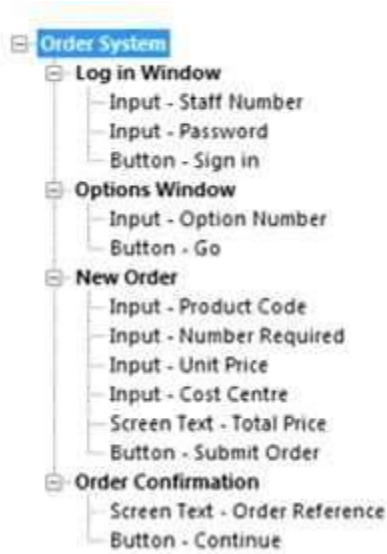 Order System
Log in Window
Input - Staff Number
Input - Password
Button - Sign in
Options Window
Input - Option Number
Button - Go
New Order
Input - Product Code
Input - Number Required
Input - Unit Price
Input - Cost Centre
Screen Text - Total Price
Button - Submit Order
Order Confirmation
Screen Text - Order Reference
Button - Continue